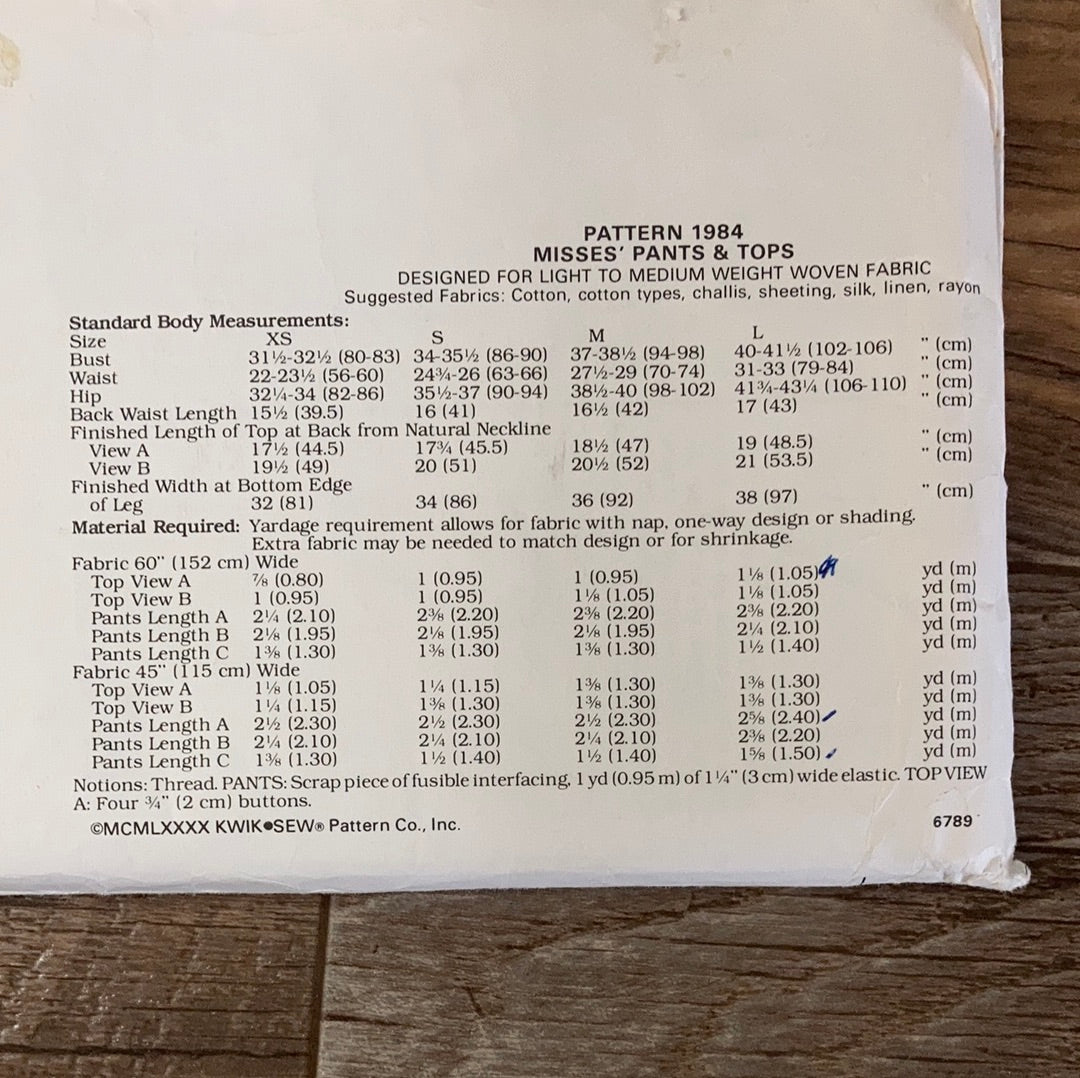 PATTERN 1984
MISSES' PANTS & TOPS
DESIGNED FOR LIGHT TO MEDIUM WEIGHT WOVEN FABRIC
Suggested Fabrics: Cotton, cotton types, challis, sheeting, silk, linen, rayon
Standard Body Measurements:
Size XS S M L
Bust 31½-32½ (80-83) 34-35½ (86-90) 37-38½ (94-98) 40-41½ (102-106) " (cm)
Waist 22-23½ (56-60) 24¾-26 (63-66) 27½-29 (70-74) 31-33 (79-84) " (cm)
Hip 32¼-34 (82-86) 35½-37 (90-94) 38½-40 (98-102) 41¾-43¼ (106-110) " (cm)
Back Waist Length 15½ (39.5) 16 (41) 16½ (42) 17 (43) " (cm)
Finished Length of Top at Back from Natural Neckline
View A 17½ (44.5) 17¾ (45.5) 18½ (47) 19 (48.5) " (cm)
View B 19½ (49) 20 (51) 20½ (52) 21 (53.5) " (cm)
Finished Width at Bottom Edge
of Leg 32 (81) 34 (86) 36 (92) 38 (97) " (cm)
Material Required: Yardage requirement allows for fabric with nap, one-way design or shading.
Extra fabric may be needed to match design or for shrinkage.
Fabric 60" (152 cm) Wide
Top View A ⅞ (0.80) 1 (0.95) 1 (0.95) 1⅛ (1.05) yd (m)
Top View B 1 (0.95) 1 (0.95) 1⅛ (1.05) 1⅛ (1.05) yd (m)
Pants Length A 2¼ (2.10) 2⅜ (2.20) 2⅜ (2.20) 2⅜ (2.20) yd (m)
Pants Length B 2⅛ (1.95) 2⅛ (1.95) 2⅛ (1.95) 2¼ (2.10) yd (m)
Pants Length C 1⅜ (1.30) 1⅜ (1.30) 1⅜ (1.30) 1½ (1.40) yd (m)
Fabric 45" (115 cm) Wide
Top View A 1⅛ (1.05) 1¼ (1.15) 1⅜ (1.30) 1⅜ (1.30) yd (m)
Top View B 1¼ (1.15) 1⅜ (1.30) 1⅜ (1.30) 1⅜ (1.30) yd (m)
Pants Length A 2½ (2.30) 2½ (2.30) 2½ (2.30) 2⅝ (2.40) yd (m)
Pants Length B 2¼ (2.10) 2¼ (2.10) 2¼ (2.10) 2⅜ (2.20) yd (m)
Pants Length C 1⅜ (1.30) 1½ (1.40) 1½ (1.40) 1⅝ (1.50) yd (m)
Notions: Thread. PANTS: Scrap piece of fusible interfacing, 1 yd (0.95 m) of 1¼" (3 cm) wide elastic. TOP VIEW
A: Four ¾" (2 cm) buttons.
©MCMLXXXX KWIK●SEW® Pattern Co., Inc. 6789